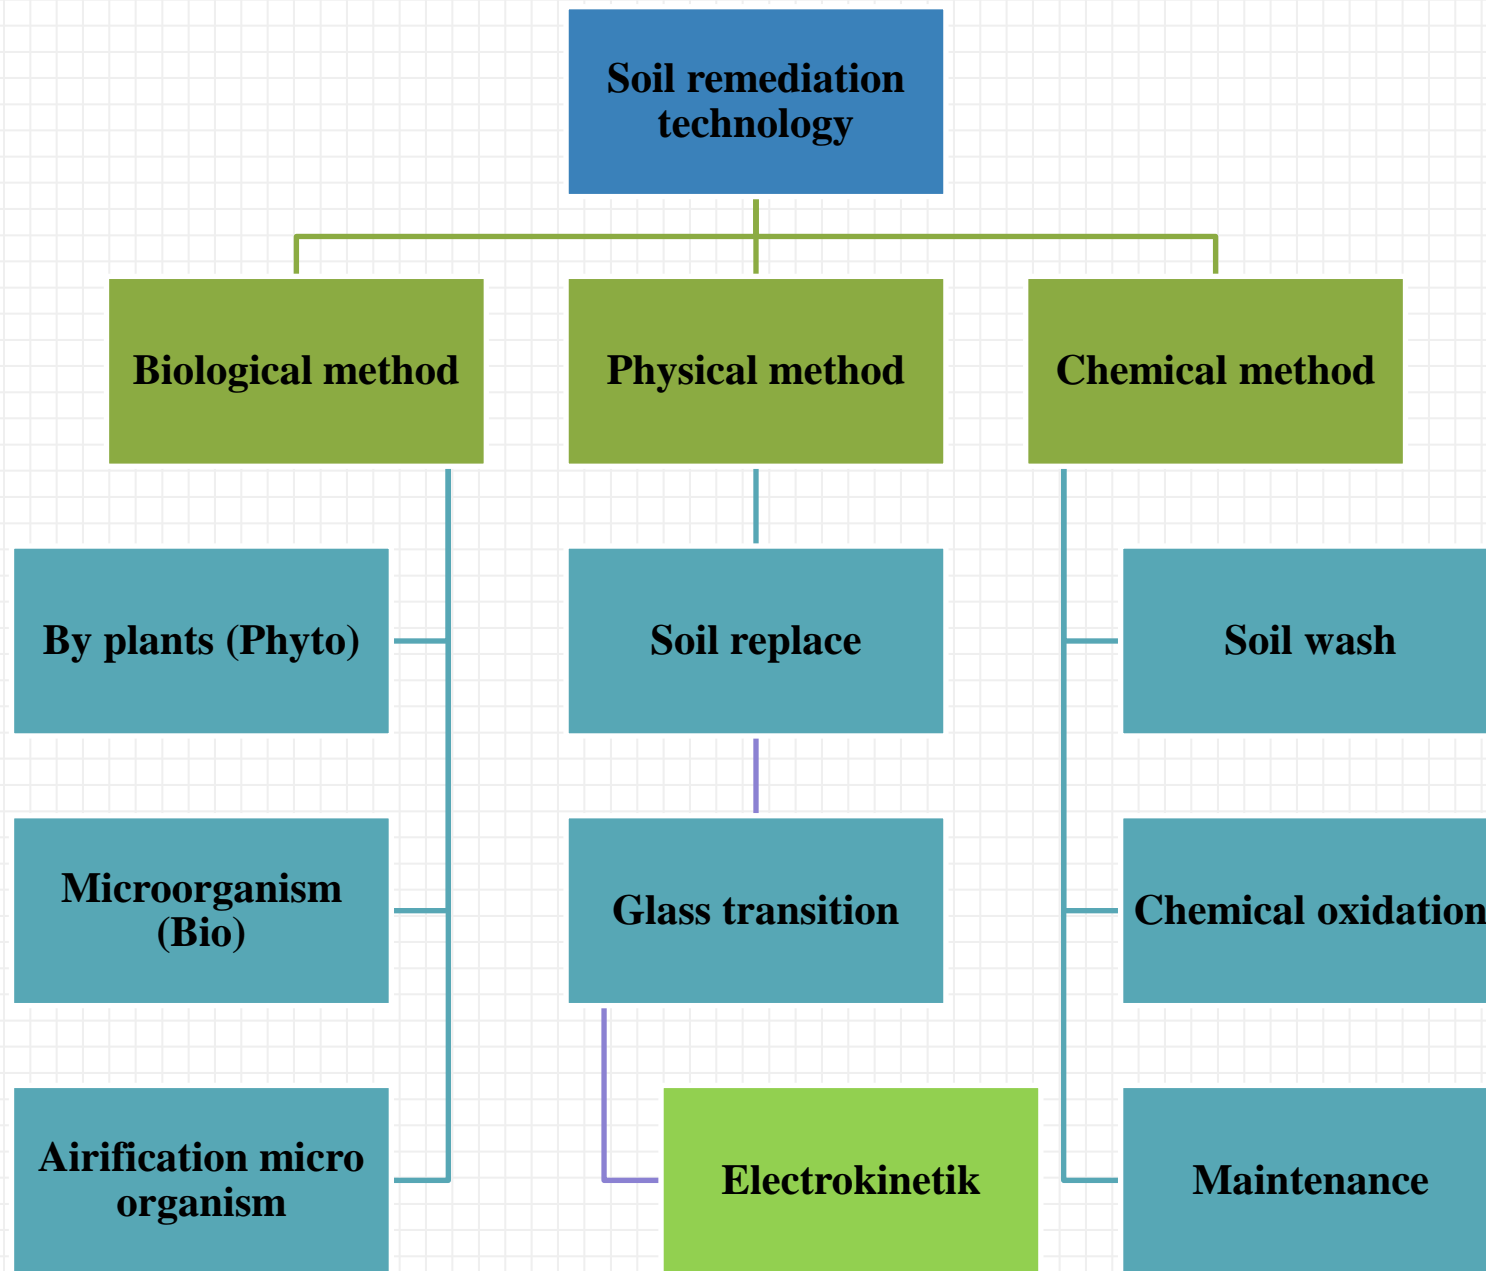 Soil remediation
technology
Biological method
Physical method
Chemical method
By plants (Phyto)
Soil replace
Soil wash
Microorganism
(Bio)
Glass transition
Chemical oxidation
Airification micro
organism
Electrokinetik
Maintenance